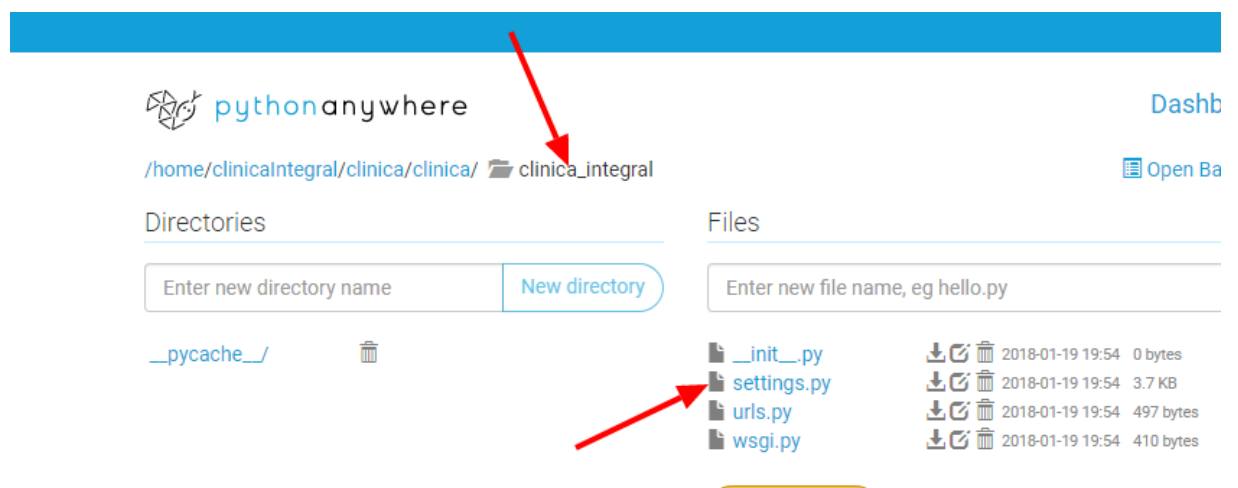 pythonanywhere
Dashb
/home/clinicaIntegral/clinica/clinica/ clinica_integral
Open Ba
Directories
Files
Enter new directory name New directory
Enter new file name, eg hello.py
__pycache__/
__init__.py 2018-01-19 19:54 0 bytes
settings.py 2018-01-19 19:54 3.7 KB
urls.py 2018-01-19 19:54 497 bytes
wsgi.py 2018-01-19 19:54 410 bytes